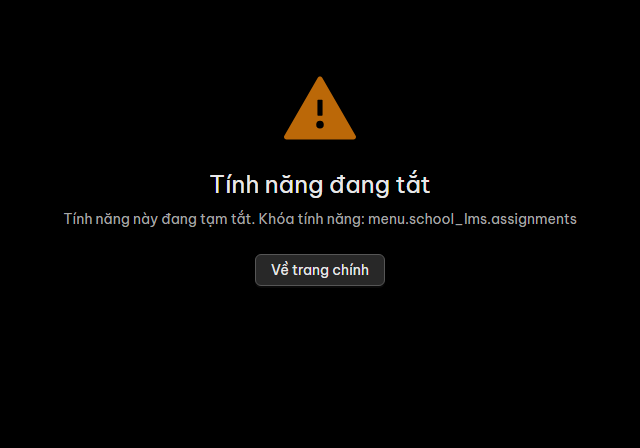 Tính năng đang tắt
Tính năng này đang tạm tắt. Khóa tính năng: menu.school_lms.assignments
Về trang chính